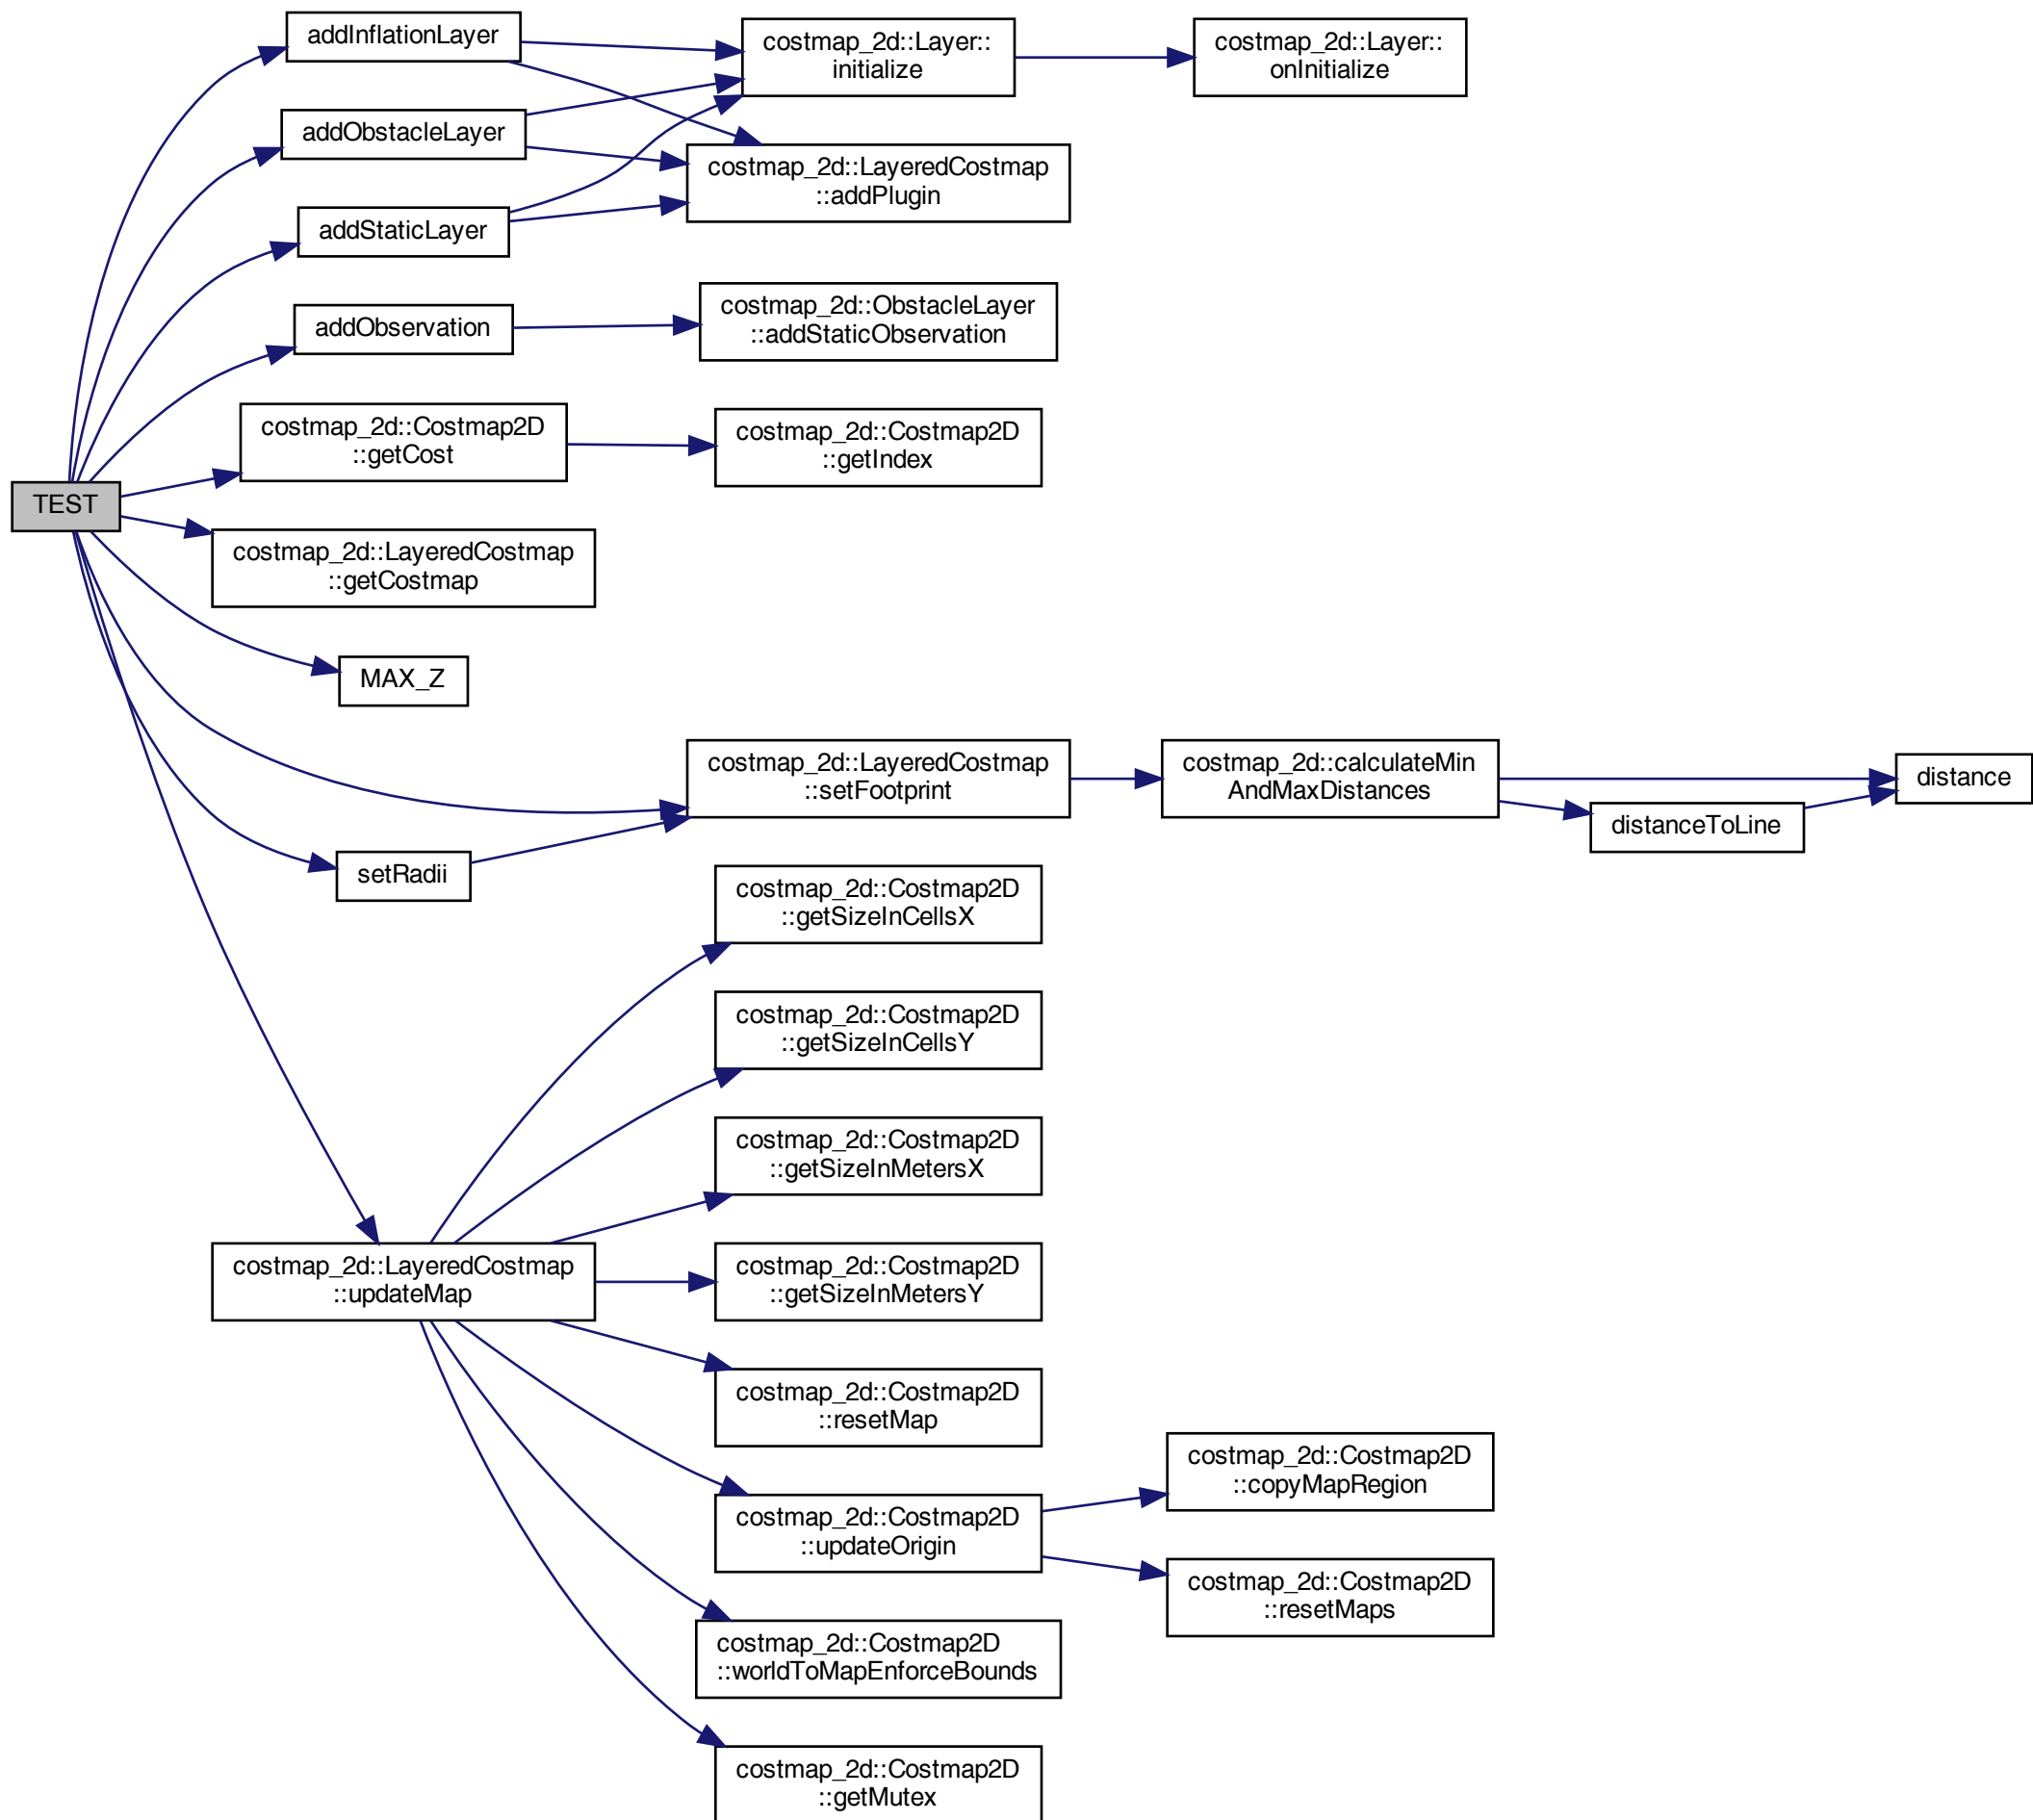 addInflationLayer
costmap_2d::Layer::
initialize
costmap_2d::Layer::
onInitialize
addObstacleLayer
costmap_2d::LayeredCostmap
::addPlugin
addStaticLayer
addObservation
costmap_2d::ObstacleLayer
::addStaticObservation
costmap_2d::Costmap2D
::getCost
costmap_2d::Costmap2D
::getIndex
TEST
costmap_2d::LayeredCostmap
::getCostmap
MAX_Z
costmap_2d::LayeredCostmap
::setFootprint
costmap_2d::calculateMin
AndMaxDistances
distance
distanceToLine
setRadii
costmap_2d::Costmap2D
::getSizeInCellsX
costmap_2d::Costmap2D
::getSizeInCellsY
costmap_2d::Costmap2D
::getSizeInMetersX
costmap_2d::LayeredCostmap
::updateMap
costmap_2d::Costmap2D
::getSizeInMetersY
costmap_2d::Costmap2D
::resetMap
costmap_2d::Costmap2D
::copyMapRegion
costmap_2d::Costmap2D
::updateOrigin
costmap_2d::Costmap2D
::resetMaps
costmap_2d::Costmap2D
::worldToMapEnforceBounds
costmap_2d::Costmap2D
::getMutex